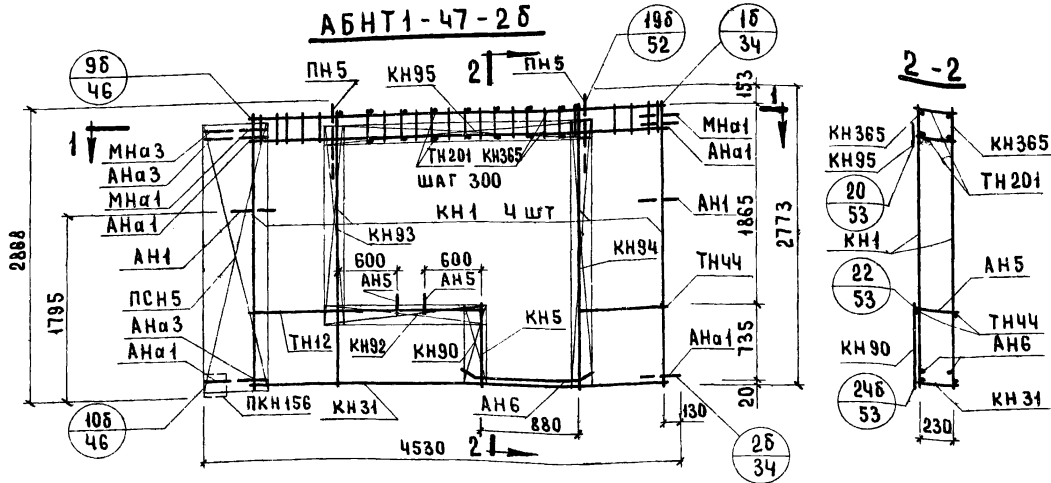 АБНТ1-47-2б
9б
46
ПН5
КН95
2
ПН5
19б
52
1б
34
2-2
153
1
1
МНа3
АНа3
МНа1
АНа1
АН1
ПСН5
АНа3
АНа1
10б
46
ПКН156
2888
1795
ТН201 КН365
ШАГ 300
КН1 4 шт
КН93
600
600
АН5
АН5
КН94
КН5
ТН12
КН92
КН90
КН31
АН6
880
4530
2
130
МНа1
АНа1
АН1
ТН44
АНа1
1865
2773
735
20
2б
34
КН365
КН95
20
53
КН1
22
53
КН90
24б
53
230
КН365
ТН201
АН5
ТН44
АН6
КН31